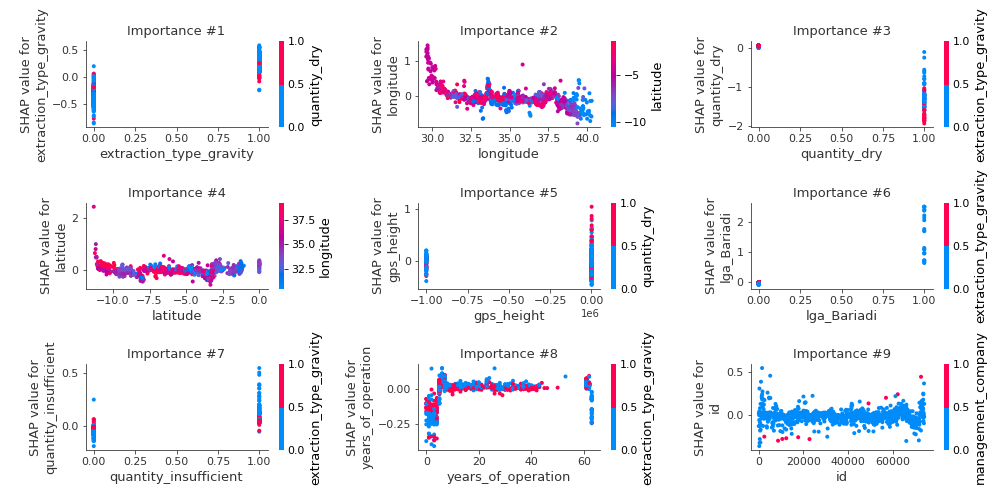 Importance #1
SHAP value for
extraction_type_gravity
0.5
0.0
−0.5
0.00 0.25 0.50 0.75 1.00
extraction_type_gravity
1.0
0.5
0.0
quantity_dry
Importance #2
SHAP value for
longitude
1
0
30.0 32.5 35.0 37.5 40.0
longitude
−5
−10
latitude
Importance #3
SHAP value for
quantity_dry
0
−1
−2
0.00 0.25 0.50 0.75 1.00
quantity_dry
1.0
0.5
0.0
extraction_type_gravity
Importance #4
SHAP value for
latitude
2
0
−10.0 −7.5 −5.0 −2.5 0.0
latitude
37.5
35.0
32.5
longitude
Importance #5
SHAP value for
gps_height
1
0
−1.00 −0.75 −0.50 −0.25 0.00
1e6
gps_height
1.0
0.5
0.0
quantity_dry
Importance #6
SHAP value for
lga_Bariadi
2
1
0
0.00 0.25 0.50 0.75 1.00
lga_Bariadi
1.0
0.5
0.0
extraction_type_gravity
Importance #7
SHAP value for
quantity_insufficient
0.5
0.0
0.00 0.25 0.50 0.75 1.00
quantity_insufficient
1.0
0.5
0.0
extraction_type_gravity
Importance #8
SHAP value for
years_of_operation
0.00
−0.25
0 20 40 60
years_of_operation
1.0
0.5
0.0
extraction_type_gravity
Importance #9
SHAP value for
id
0.5
0.0
0 20000 40000 60000
id
1.0
0.5
0.0
management_company